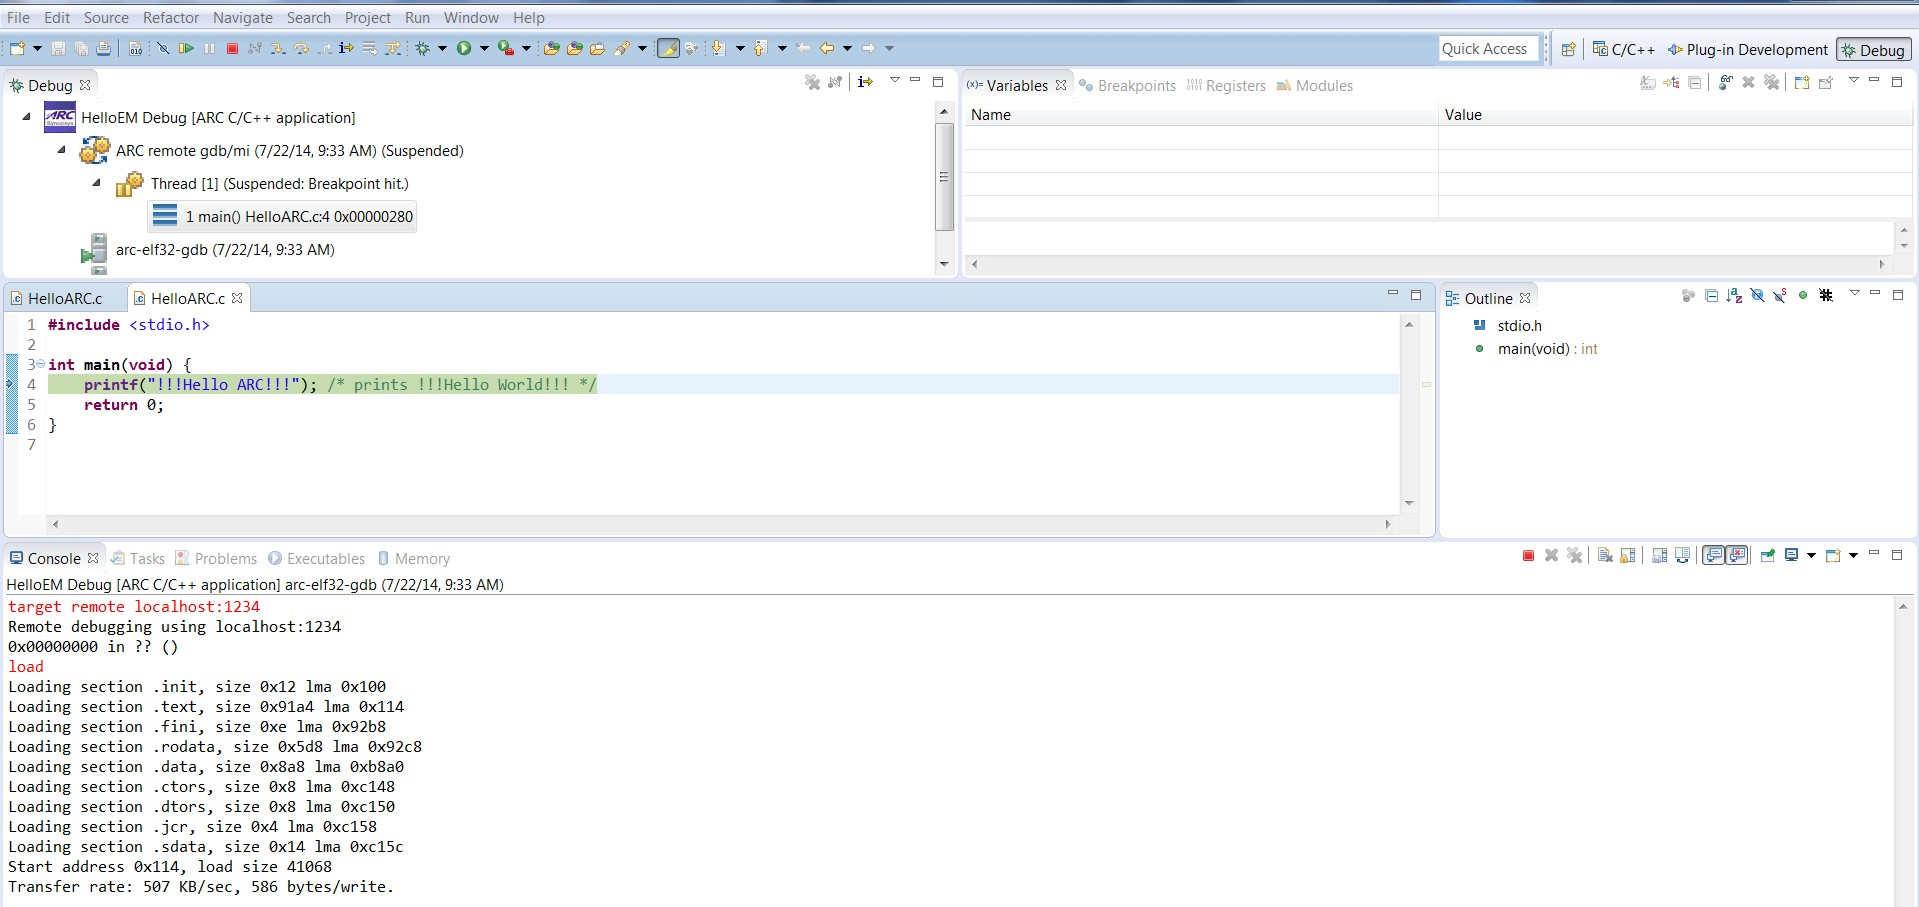 File Edit Source Refactor Navigate Search Project Run Window Help
Quick Access C/C++ Plug-in Development Debug
Debug
HelloEM Debug [ARC C/C++ application]
ARC remote gdb/mi (7/22/14, 9:33 AM) (Suspended)
Thread [1] (Suspended: Breakpoint hit.)
1 main() HelloARC.c:4 0x00000280
arc-elf32-gdb (7/22/14, 9:33 AM)
(x)= Variables Breakpoints Registers Modules
Name Value
HelloARC.c HelloARC.c
1 #include <stdio.h>
2
3 int main(void) {
4 printf("!!!Hello ARC!!!"); /* prints !!!Hello World!!! */
5 return 0;
6 }
7
Outline
stdio.h
main(void) : int
Console Tasks Problems Executables Memory
HelloEM Debug [ARC C/C++ application] arc-elf32-gdb (7/22/14, 9:33 AM)
target remote localhost:1234
Remote debugging using localhost:1234
0x00000000 in ?? ()
load
Loading section .init, size 0x12 lma 0x100
Loading section .text, size 0x91a4 lma 0x114
Loading section .fini, size 0xe lma 0x92b8
Loading section .rodata, size 0x5d8 lma 0x92c8
Loading section .data, size 0x8a8 lma 0xb8a0
Loading section .ctors, size 0x8 lma 0xc148
Loading section .dtors, size 0x8 lma 0xc150
Loading section .jcr, size 0x4 lma 0xc158
Loading section .sdata, size 0x14 lma 0xc15c
Start address 0x114, load size 41068
Transfer rate: 507 KB/sec, 586 bytes/write.